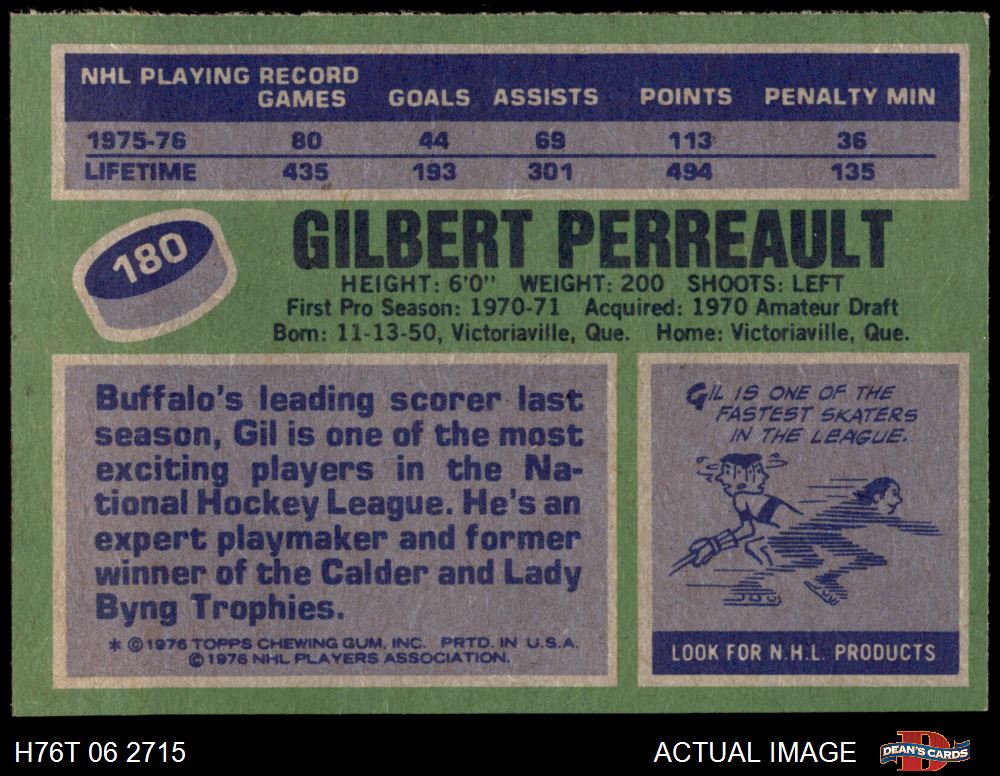 NHL PLAYING RECORD
GAMES GOALS ASSISTS POINTS PENALTY MIN
1975-76 80 44 69 113 36
LIFETIME 435 193 301 494 135
180
GILBERT PERREAULT
HEIGHT: 6'0" WEIGHT: 200 SHOOTS: LEFT
First Pro Season: 1970-71 Acquired: 1970 Amateur Draft
Born: 11-13-50, Victoriaville, Que. Home: Victoriaville, Que.
Buffalo's leading scorer last
season, Gil is one of the most
exciting players in the Na-
tional Hockey League. He's an
expert playmaker and former
winner of the Calder and Lady
Byng Trophies.
* © 1976 TOPPS CHEWING GUM, INC. PRTD. IN U.S.A.
© 1976 NHL PLAYERS ASSOCIATION.
GIL IS ONE OF THE
FASTEST SKATERS
IN THE LEAGUE.
LOOK FOR N.H.L. PRODUCTS
H76T 06 2715
ACTUAL IMAGE
D
DEAN'S CARDS